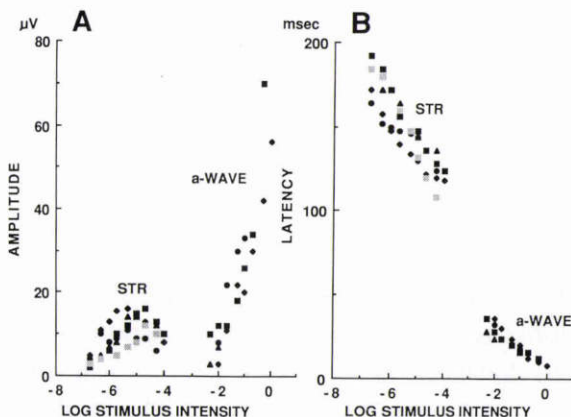 µV A
80
60
40
20
0
AMPLITUDE
a-WAVE
STR
-8 -6 -4 -2 0
LOG STIMULUS INTENSITY
msec B
200
100
0
LATENCY
STR
a-WAVE
-8 -6 -4 -2 0
LOG STIMULUS INTENSITY